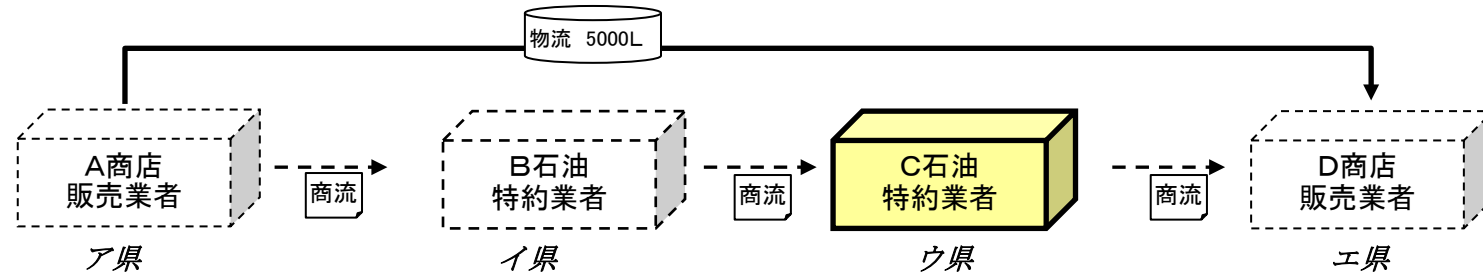 物流 5000L
A商店
販売業者
商流
B石油
特約業者
商流
C石油
特約業者
商流
D商店
販売業者
ア県
イ県
ウ県
エ県